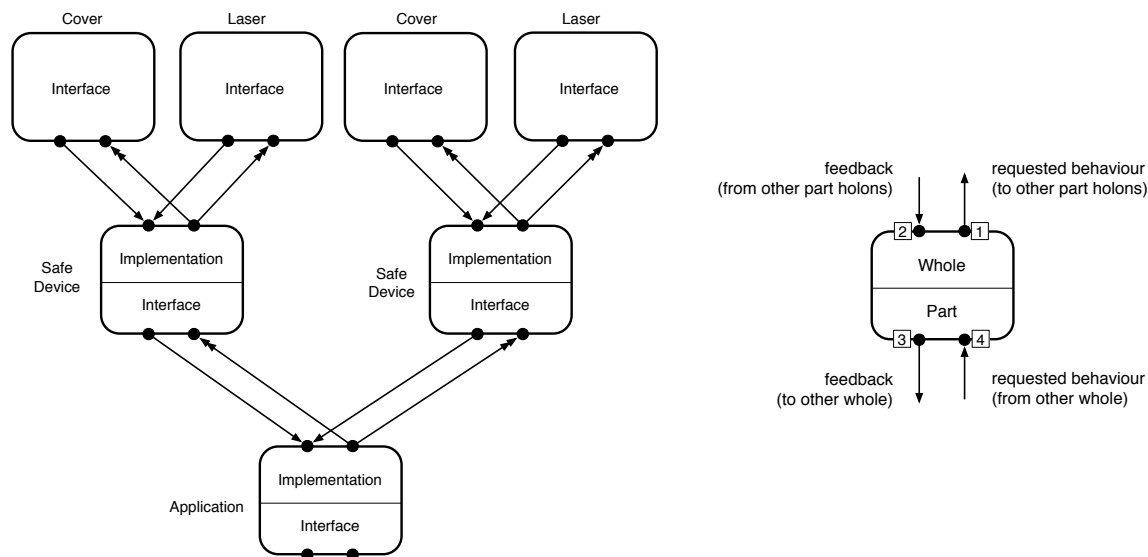 Cover
Laser
Cover
Laser
Interface
Interface
Interface
Interface
Safe
Device
Implementation
Interface
Safe
Device
Implementation
Interface
Application
Implementation
Interface
feedback
(from other part holons)
requested behaviour
(to other part holons)
2
1
Whole
Part
3
4
feedback
(to other whole)
requested behaviour
(from other whole)